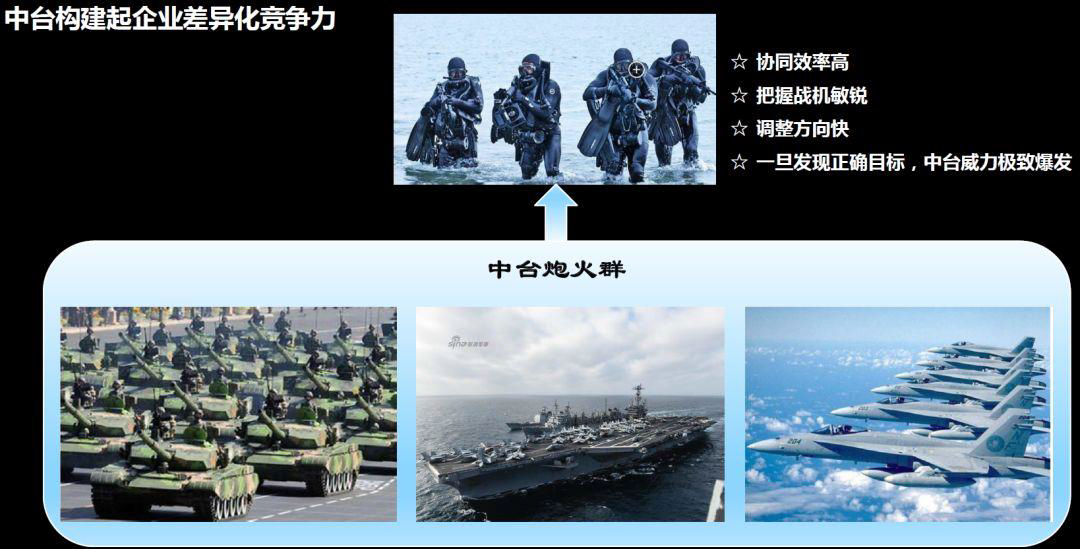 中台构建起企业差异化竞争力
☆ 协同效率高
☆ 把握战机敏锐
☆ 调整方向快
☆ 一旦发现正确目标，中台威力极致爆发
中台炮火群
sina
204